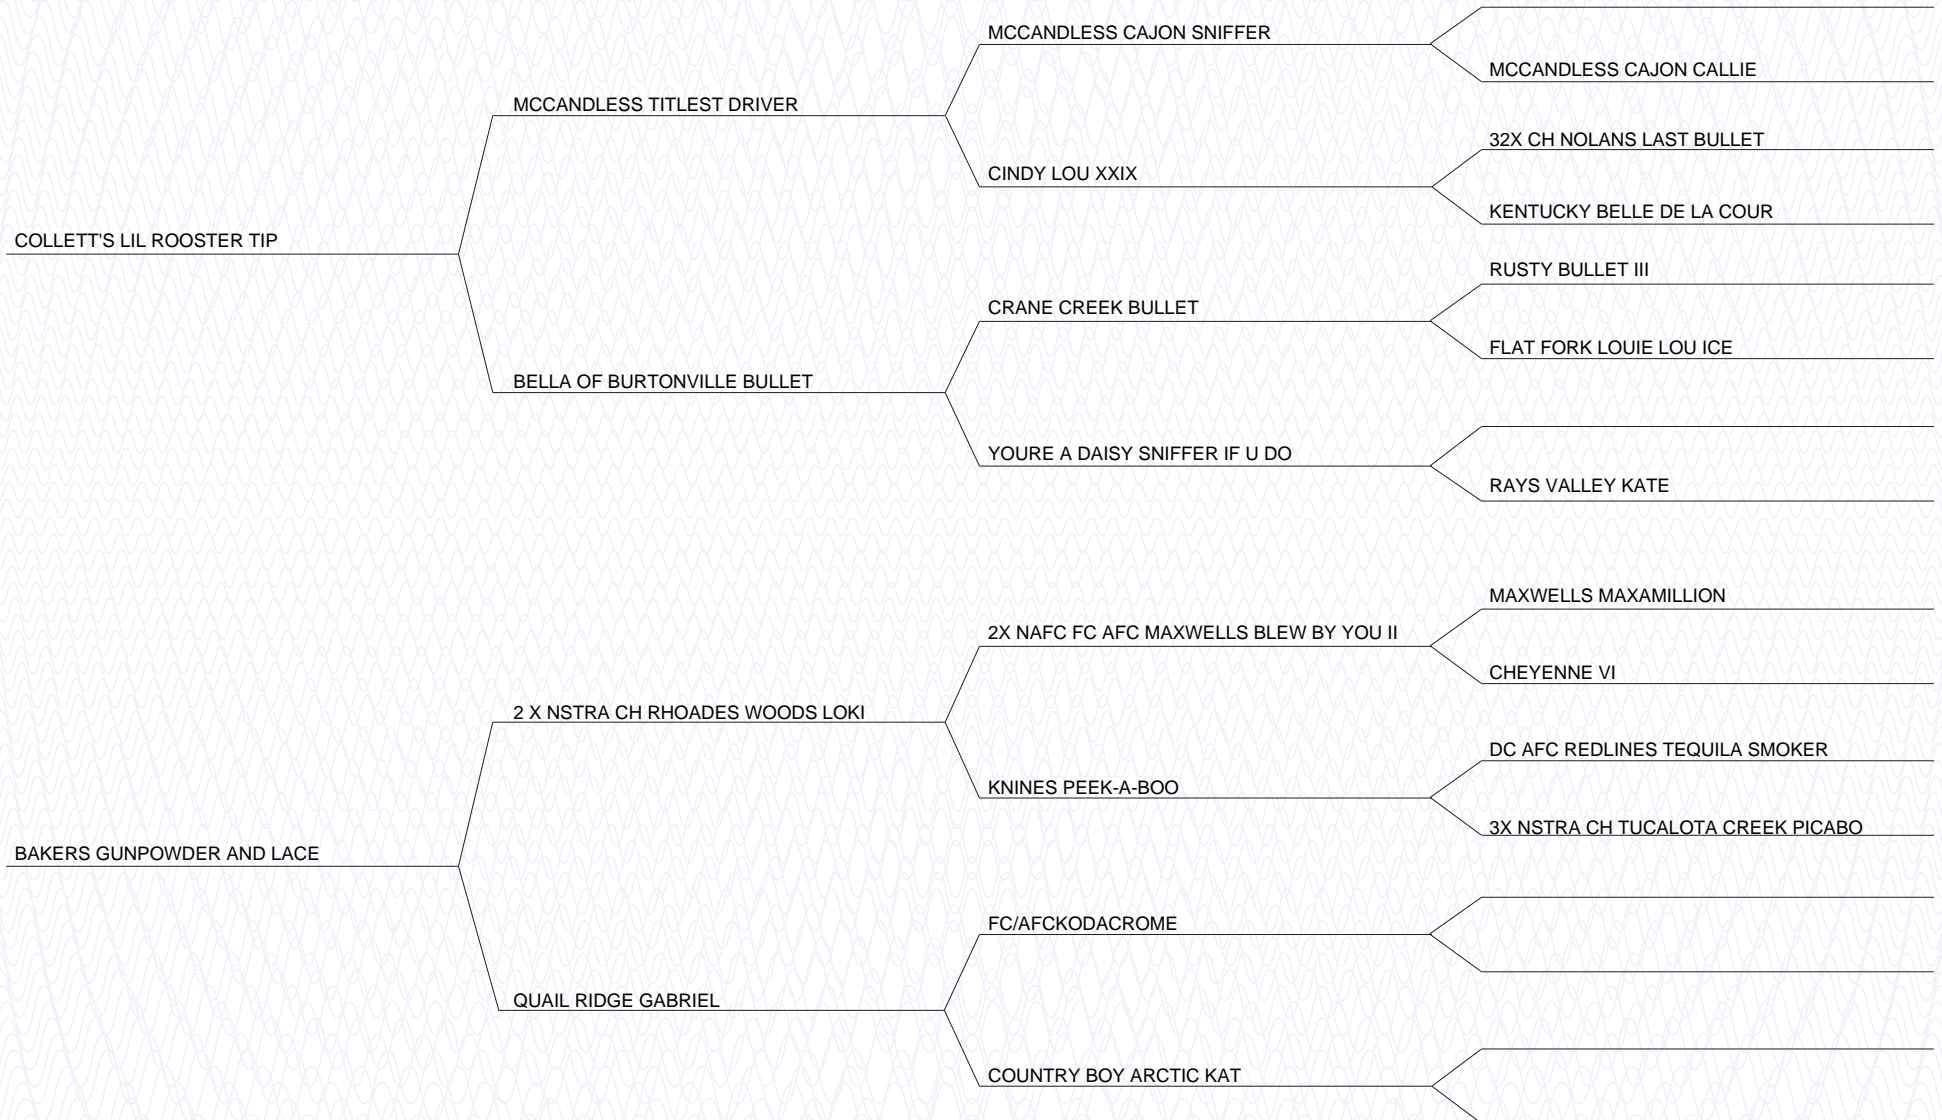 MCCANDLESS CAJON SNIFFER
MCCANDLESS CAJON CALLIE
MCCANDLESS TITLEST DRIVER
32X CH NOLANS LAST BULLET
CINDY LOU XXIX
KENTUCKY BELLE DE LA COUR
COLLETT'S LIL ROOSTER TIP
RUSTY BULLET III
CRANE CREEK BULLET
FLAT FORK LOUIE LOU ICE
BELLA OF BURTONVILLE BULLET
YOURE A DAISY SNIFFER IF U DO
RAYS VALLEY KATE
MAXWELLS MAXAMILLION
2X NAFC FC AFC MAXWELLS BLEW BY YOU II
CHEYENNE VI
2 X NSTRA CH RHOADES WOODS LOKI
DC AFC REDLINES TEQUILA SMOKER
KNINES PEEK-A-BOO
3X NSTRA CH TUCALOTA CREEK PICABO
BAKERS GUNPOWDER AND LACE
FC/AFCKODACROME
QUAIL RIDGE GABRIEL
COUNTRY BOY ARCTIC KAT